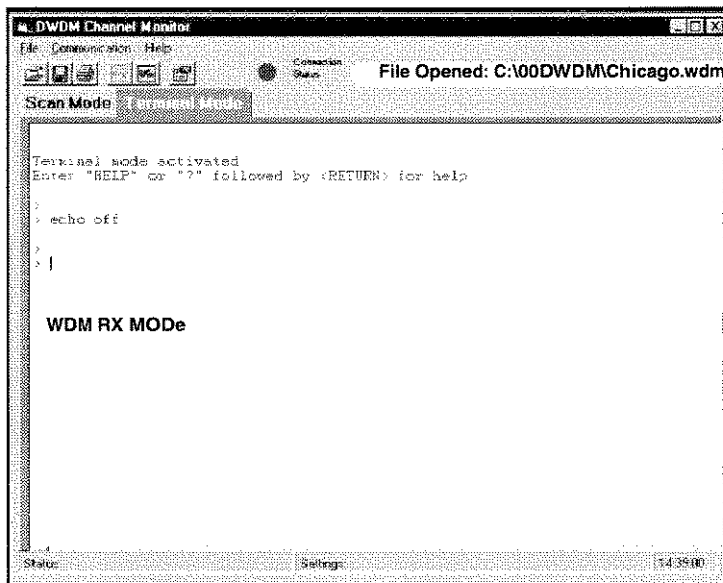 DWDM Channel Monitor
File Communication Help
Connection
Status
File Opened: C:\00DWDM\Chicago.wdm
Scan Mode Terminal Mode
Terminal mode activated
Enter "HELP" or "?" followed by <RETURN> for help
>
> echo off
>
>
WDM RX MODe
Status: Settings: 14:39:00